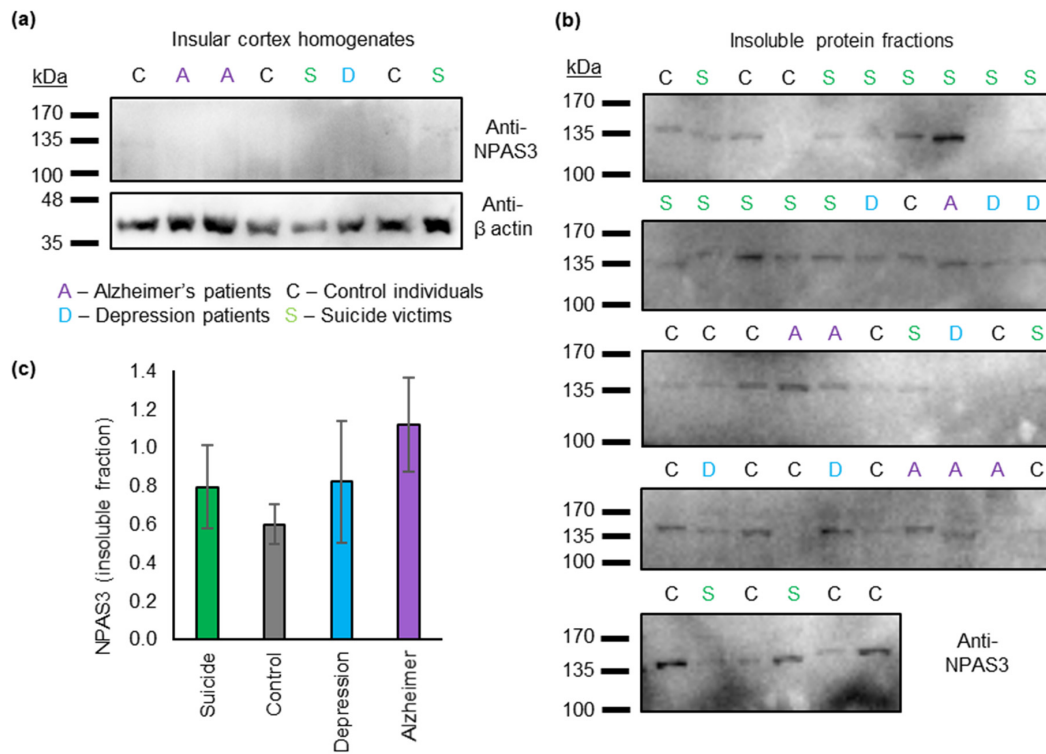 (a)
Insular cortex homogenates
kDa C A A C S D C S
170
135
100
Anti-
NPAS3
48
35
Anti-
β actin
A – Alzheimer's patients C – Control individuals
D – Depression patients S – Suicide victims
(b)
Insoluble protein fractions
kDa C S C C S S S S S S
170
135
100
S S S S S D C A D D
170
135
100
C C C A A C S D C S
170
135
100
C D C C D C A A A C
170
135
100
C S C S C C
170
135
100
Anti-
NPAS3
(c)
NPAS3 (insoluble fraction)
1.4
1.2
1.0
0.8
0.6
0.4
0.2
0.0
Suicide
Control
Depression
Alzheimer